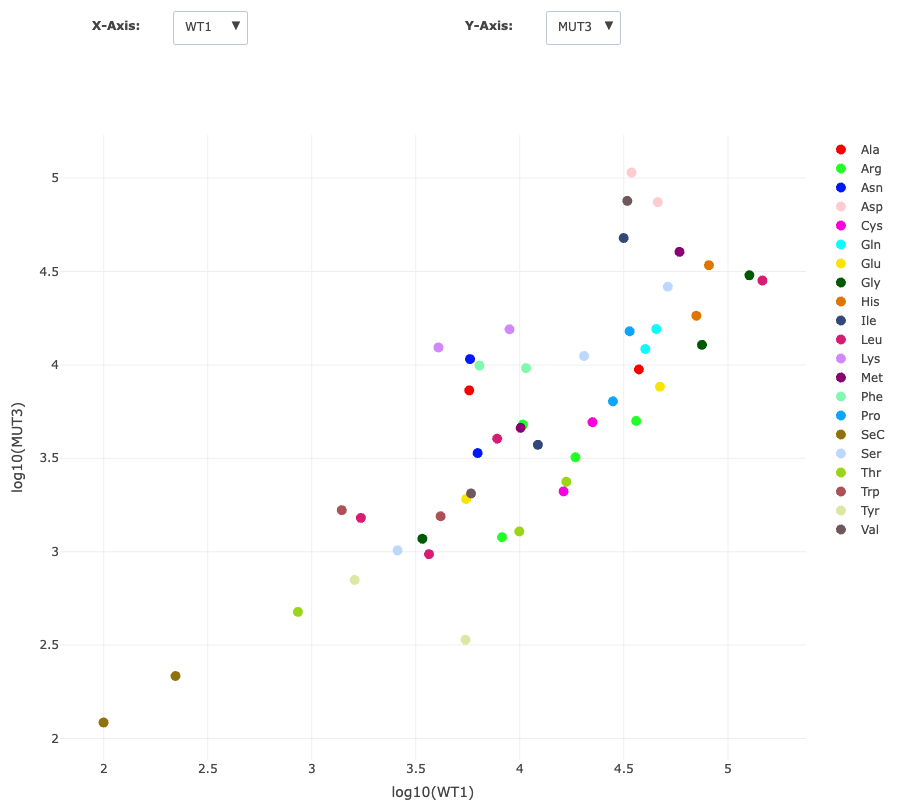 X-Axis: WT1 ▼ Y-Axis: MUT3 ▼
5
4.5
4
3.5
3
2.5
2
log10(MUT3)
2 2.5 3 3.5 4 4.5 5
log10(WT1)
Ala
Arg
Asn
Asp
Cys
Gln
Glu
Gly
His
Ile
Leu
Lys
Met
Phe
Pro
SeC
Ser
Thr
Trp
Tyr
Val